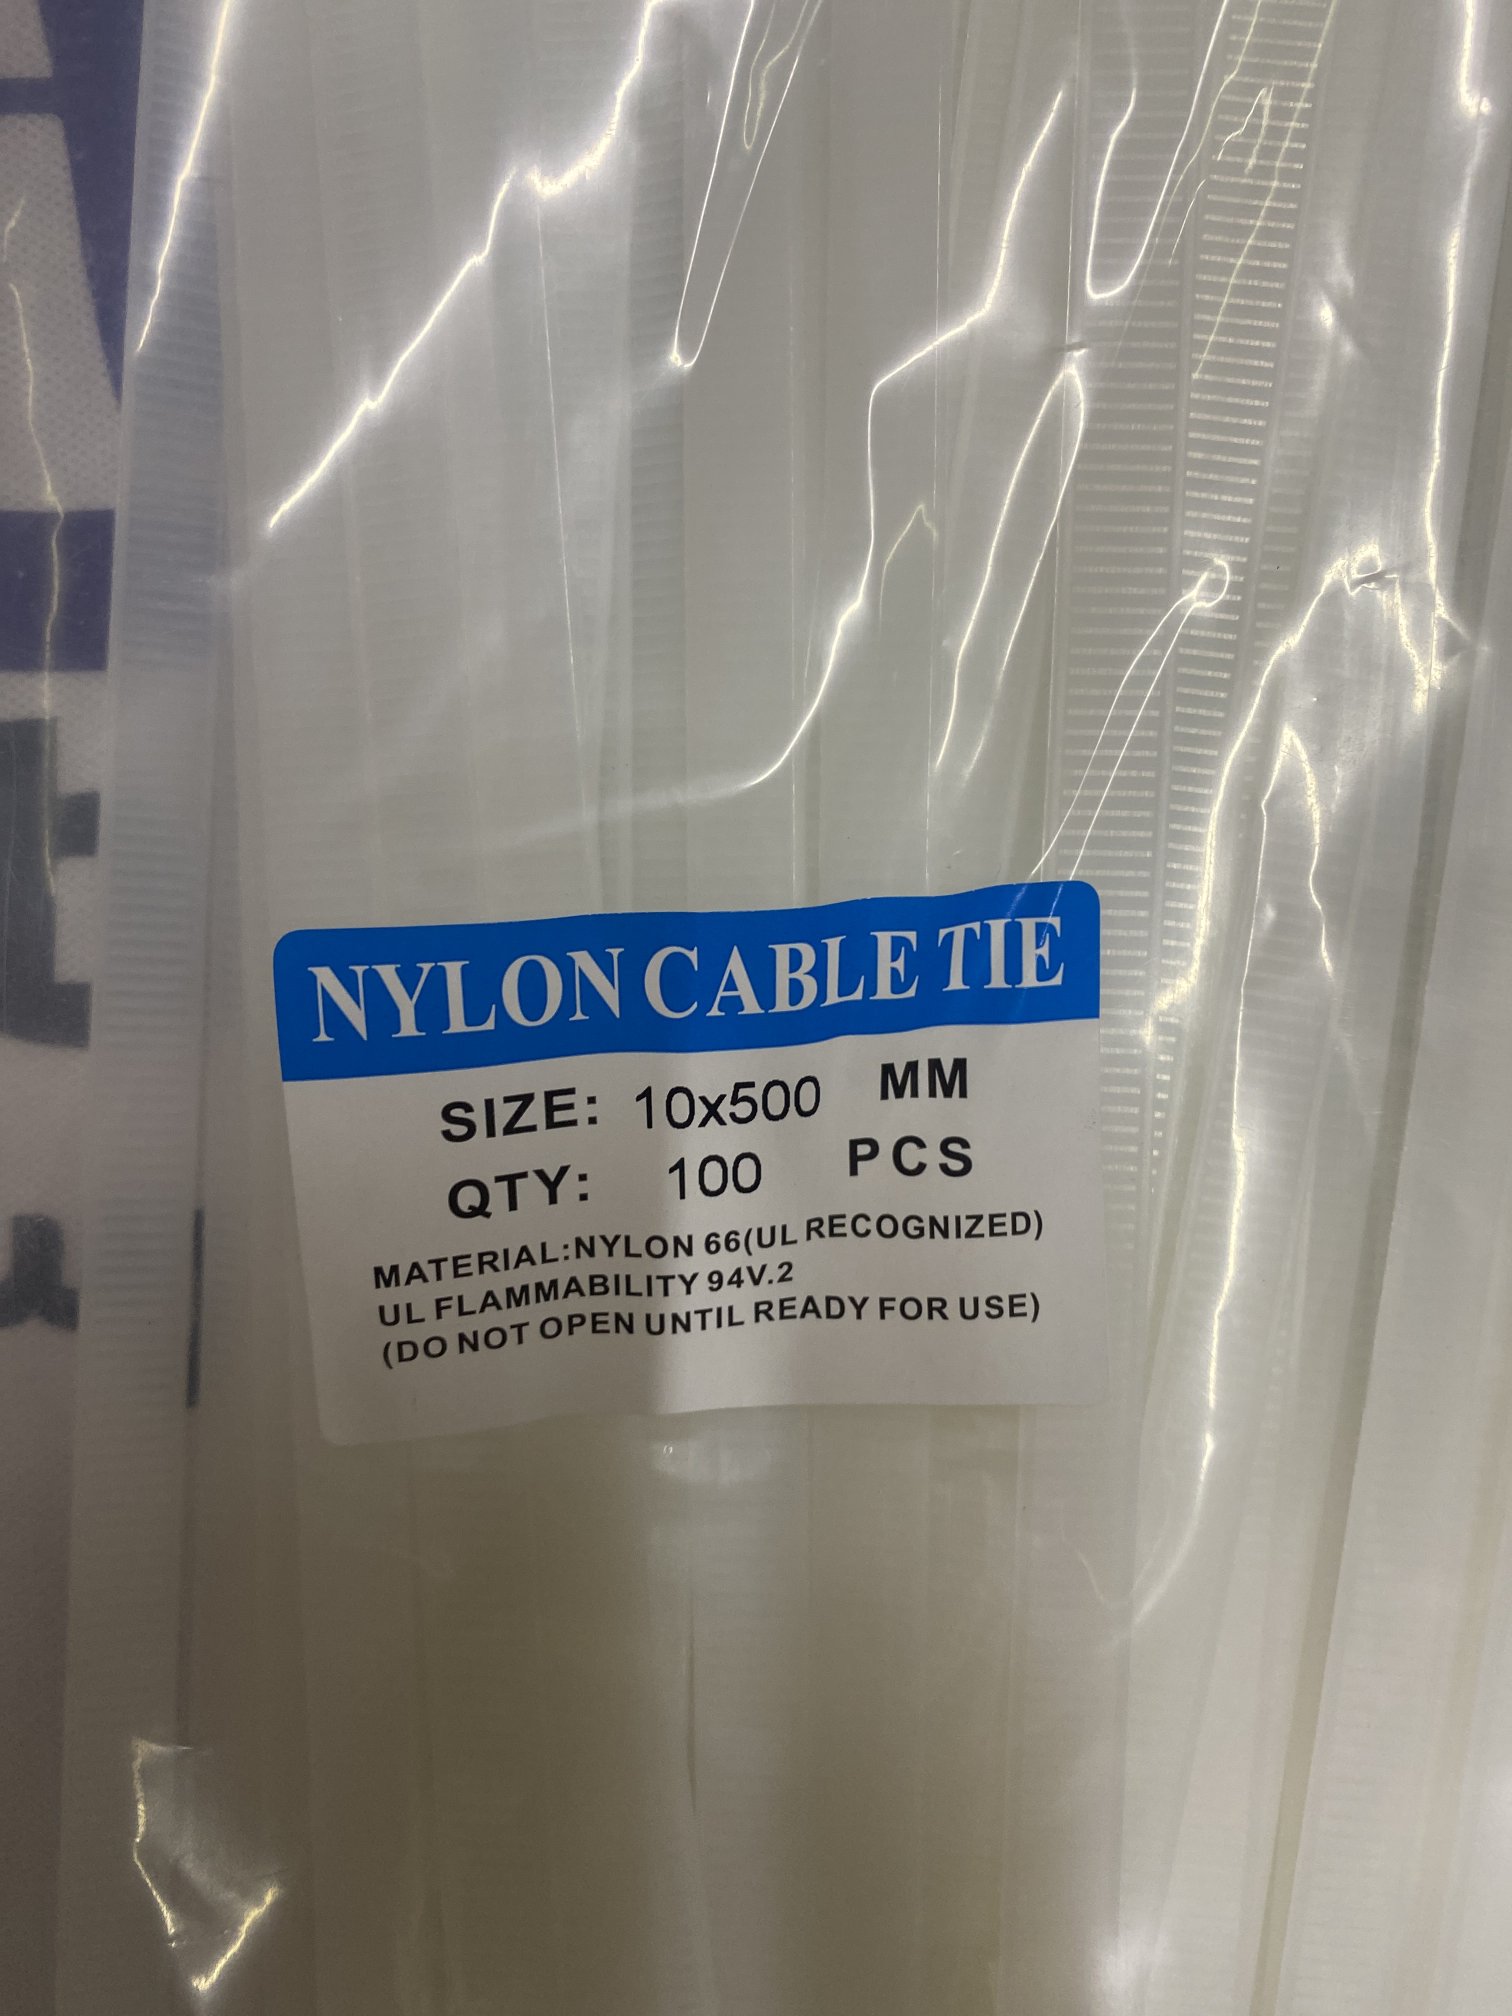 NYLON CABLE TIE
SIZE: 10x500 MM
QTY: 100 PCS
MATERIAL:NYLON 66(UL RECOGNIZED)
UL FLAMMABILITY 94V.2
(DO NOT OPEN UNTIL READY FOR USE)